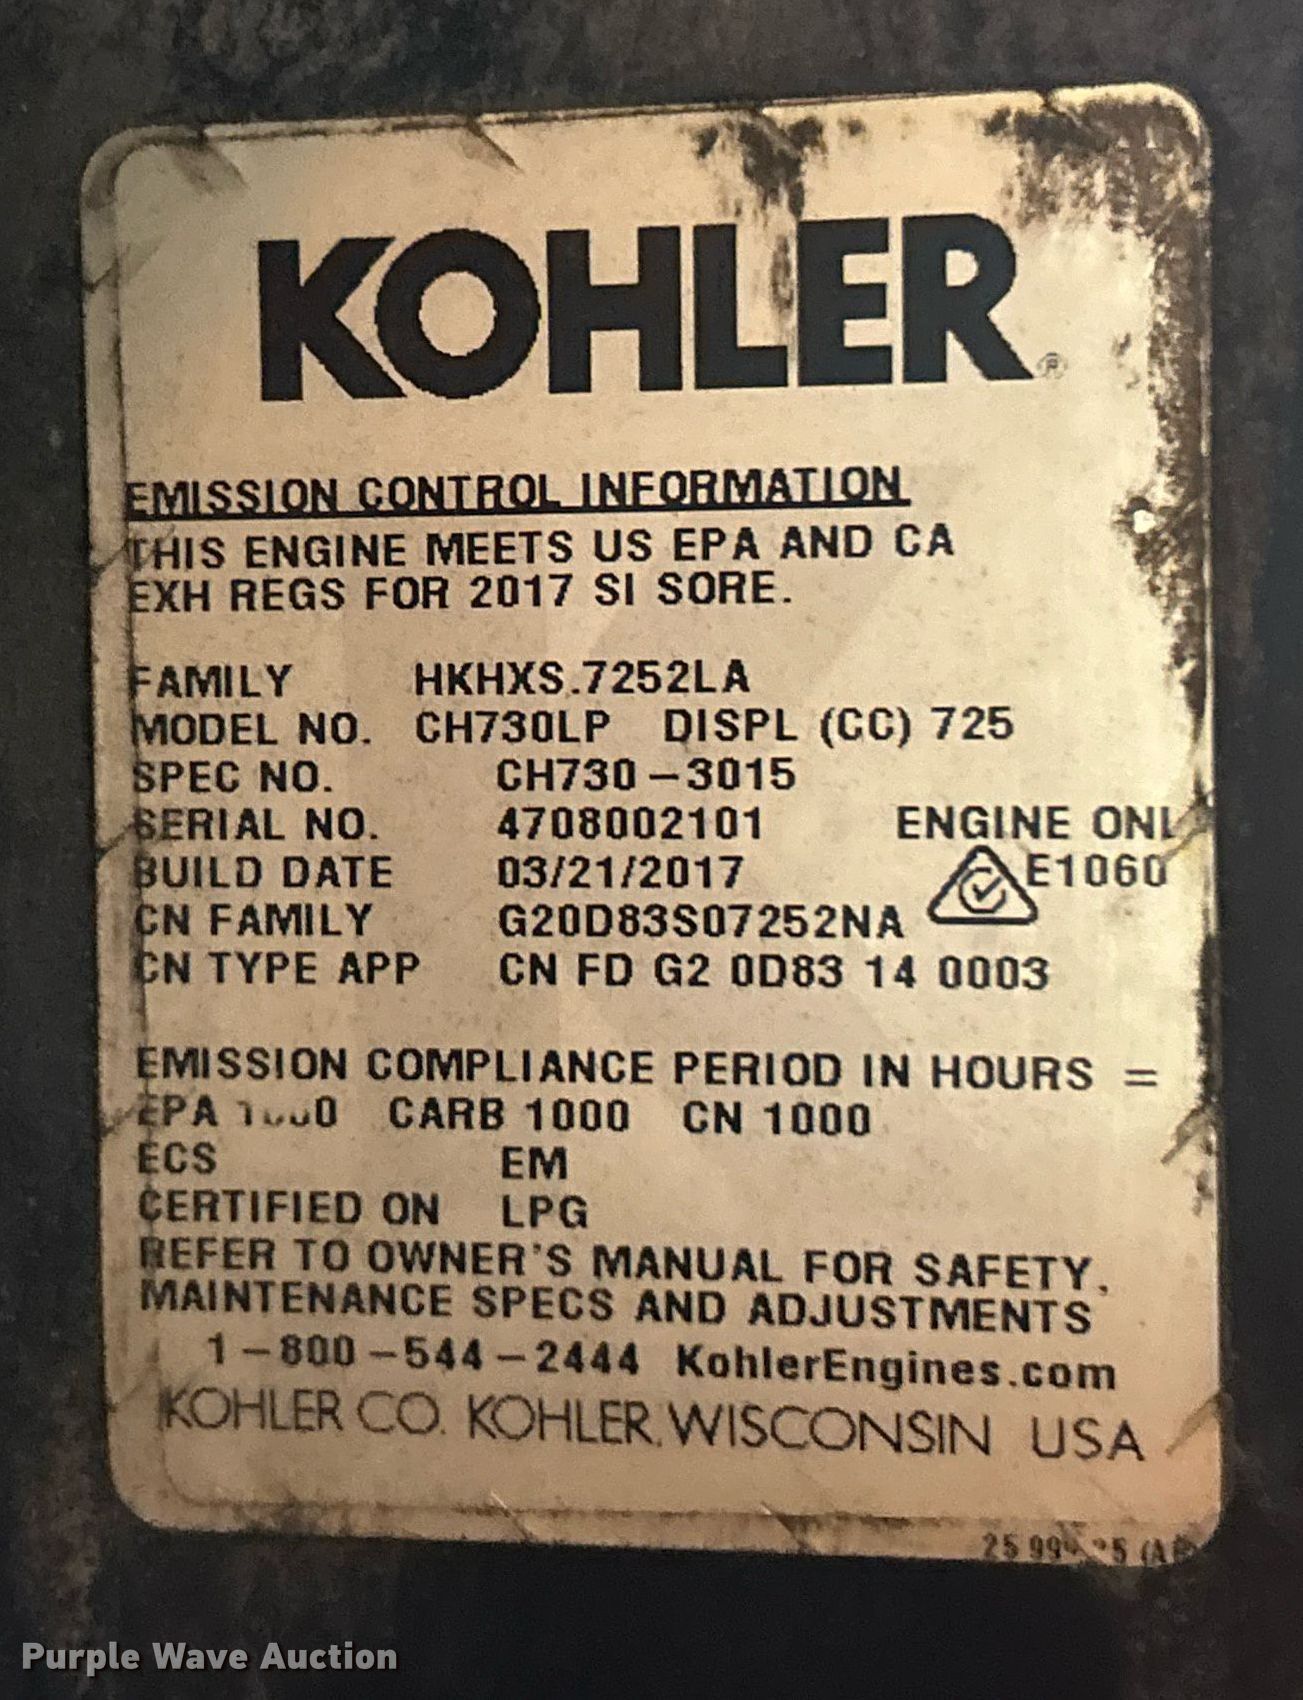 KOHLER®
EMISSION CONTROL INFORMATION
THIS ENGINE MEETS US EPA AND CA
EXH REGS FOR 2017 SI SORE.
FAMILY HKHXS.7252LA
MODEL NO. CH730LP DISPL (CC) 725
SPEC NO. CH730-3015
SERIAL NO. 4708002101 ENGINE ONL
BUILD DATE 03/21/2017 E1060
CN FAMILY G20D83S07252NA
CN TYPE APP CN FD G2 0D83 14 0003
EMISSION COMPLIANCE PERIOD IN HOURS =
EPA CARB 1000 CN 1000
ECS EM
CERTIFIED ON LPG
REFER TO OWNER'S MANUAL FOR SAFETY,
MAINTENANCE SPECS AND ADJUSTMENTS
1-800-544-2444 KohlerEngines.com
KOHLER CO. KOHLER, WISCONSIN USA
25
Purple Wave Auction